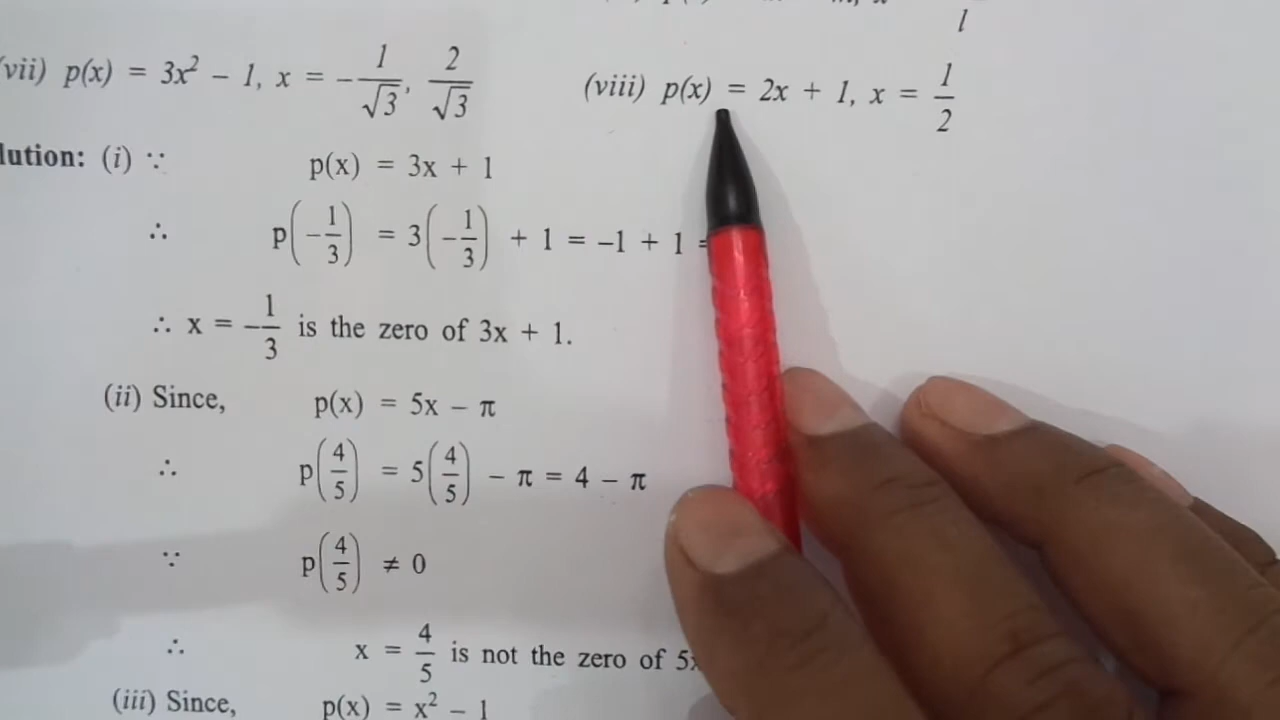 l
(vii) p(x) = 3x² − 1, x = −1/√3, 2/√3
(viii) p(x) = 2x + 1, x = 1/2
lution: (i) ∵ p(x) = 3x + 1
∴ p(−1/3) = 3(−1/3) + 1 = −1 + 1 =
∴ x = −1/3 is the zero of 3x + 1.
(ii) Since, p(x) = 5x − π
∴ p(4/5) = 5(4/5) − π = 4 − π
∵ p(4/5) ≠ 0
∴ x = 4/5 is not the zero of 5x
(iii) Since, p(x) = x² − 1